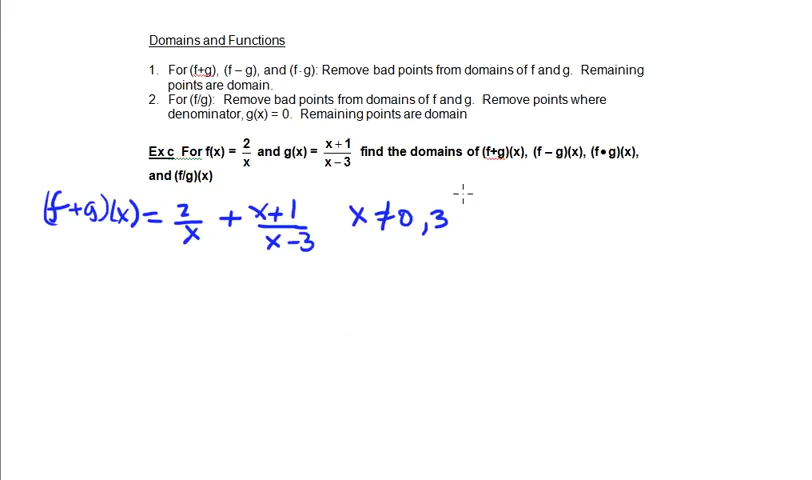 Domains and Functions
1. For (f+g), (f – g), and (f · g): Remove bad points from domains of f and g. Remaining
points are domain.
2. For (f/g): Remove bad points from domains of f and g. Remove points where
denominator, g(x) = 0. Remaining points are domain
Ex c For f(x) = 2/x and g(x) = (x+1)/(x−3) find the domains of (f+g)(x), (f – g)(x), (f•g)(x),
and (f/g)(x)
(f+g)(x) = 2/x + (x+1)/(x−3) x ≠ 0, 3